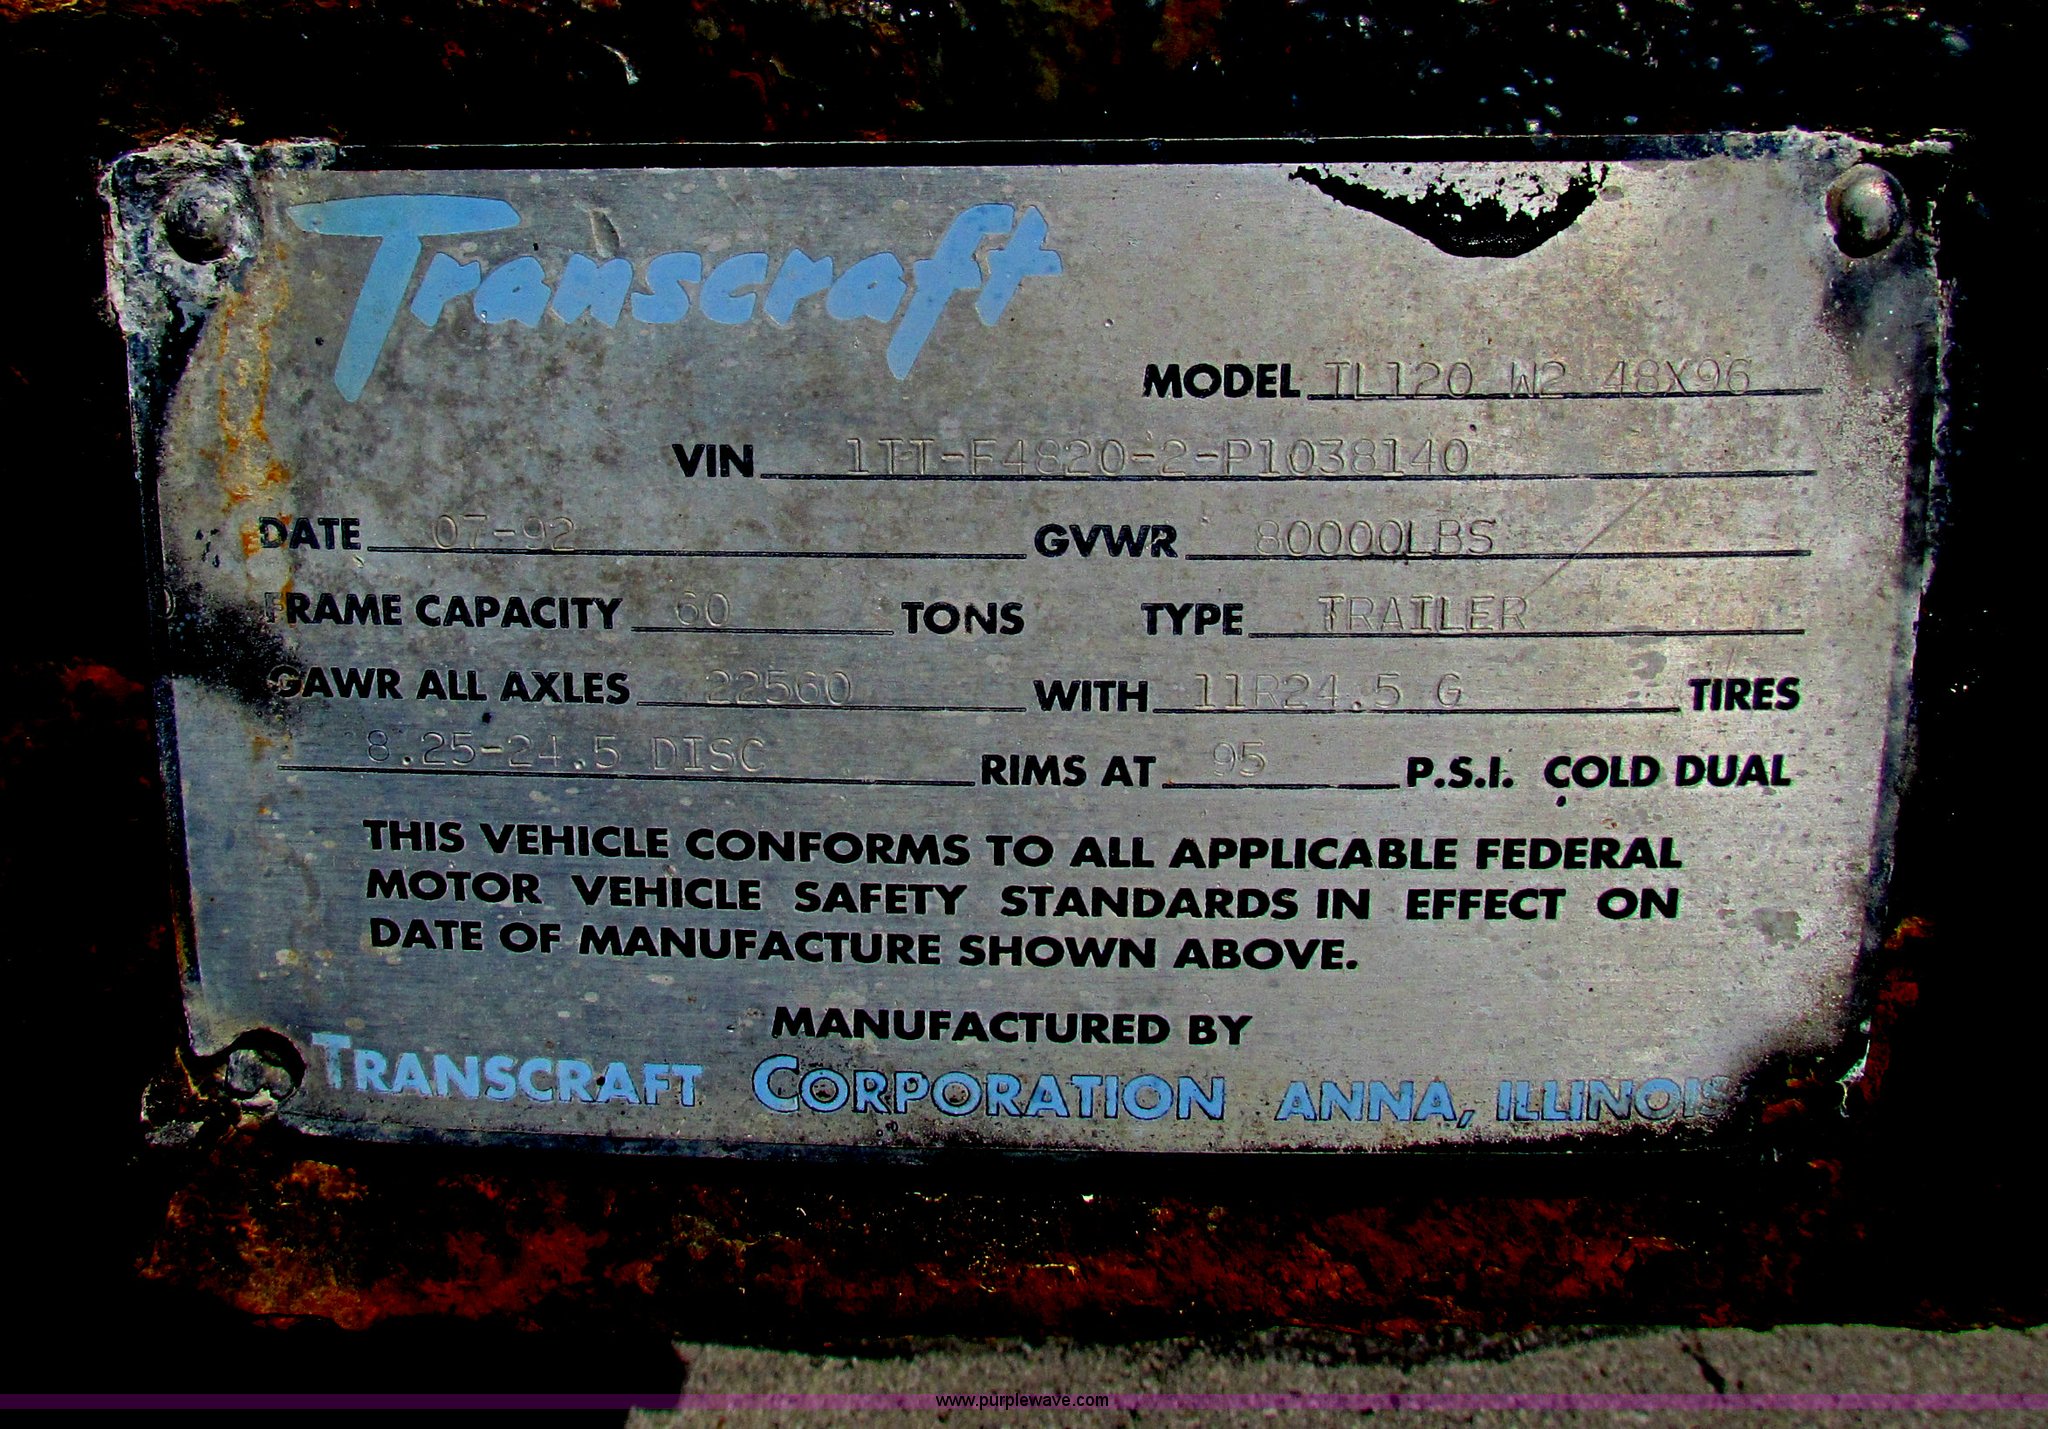 Transcraft
MODEL TL120 W2 48X96
VIN 1TT-F4820-2-P1038140
DATE 07-92 GVWR 80000LBS
FRAME CAPACITY 60 TONS TYPE TRAILER
GAWR ALL AXLES 22560 WITH 11R24.5 G TIRES
8.25-24.5 DISC RIMS AT 95 P.S.I. COLD DUAL
THIS VEHICLE CONFORMS TO ALL APPLICABLE FEDERAL
MOTOR VEHICLE SAFETY STANDARDS IN EFFECT ON
DATE OF MANUFACTURE SHOWN ABOVE.
MANUFACTURED BY
TRANSCRAFT CORPORATION ANNA, ILLINOIS
www.purplewave.com